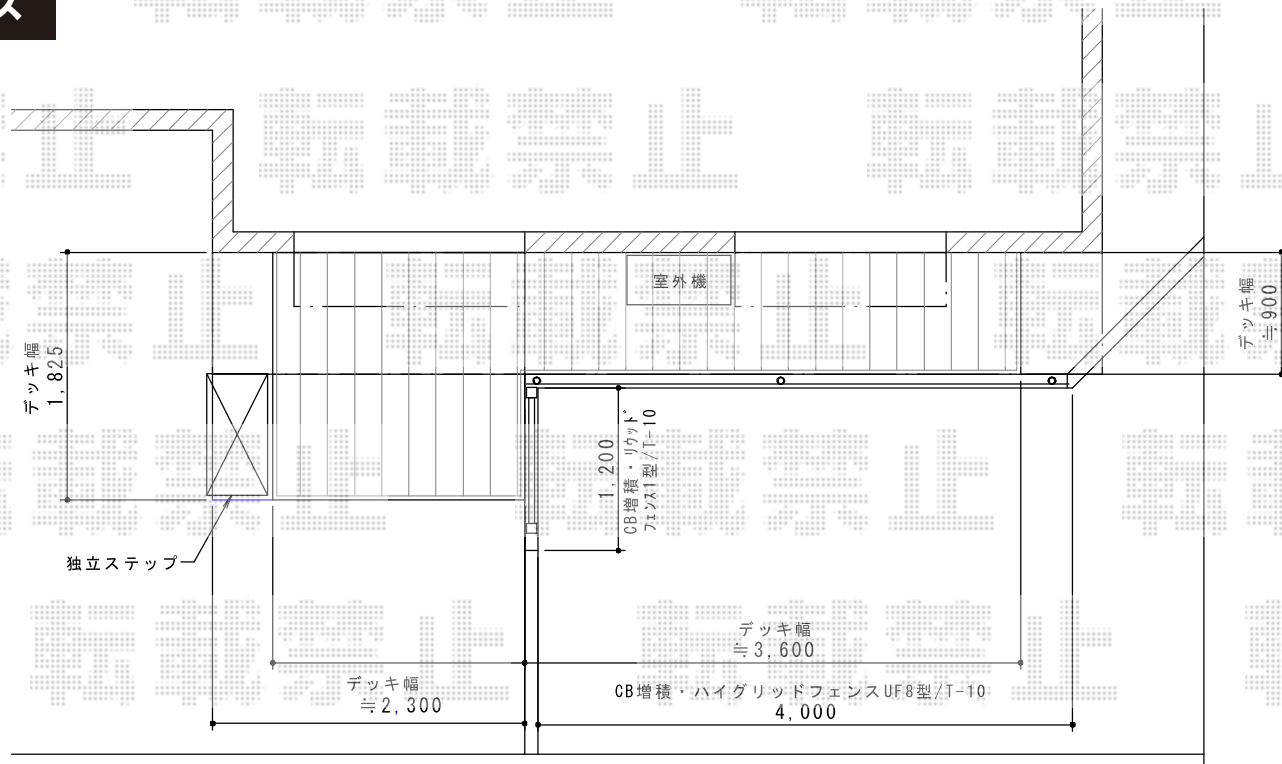 ス
転載禁止
室外機
デッキ幅
≒900
デッキ幅
1,825
1,200
CB増積・リウッド
フェンス1型/T-10
独立ステップ
デッキ幅
≒3,600
デッキ幅
≒2,300
CB増積・ハイグリッドフェンスUF8型/T-10
4,000